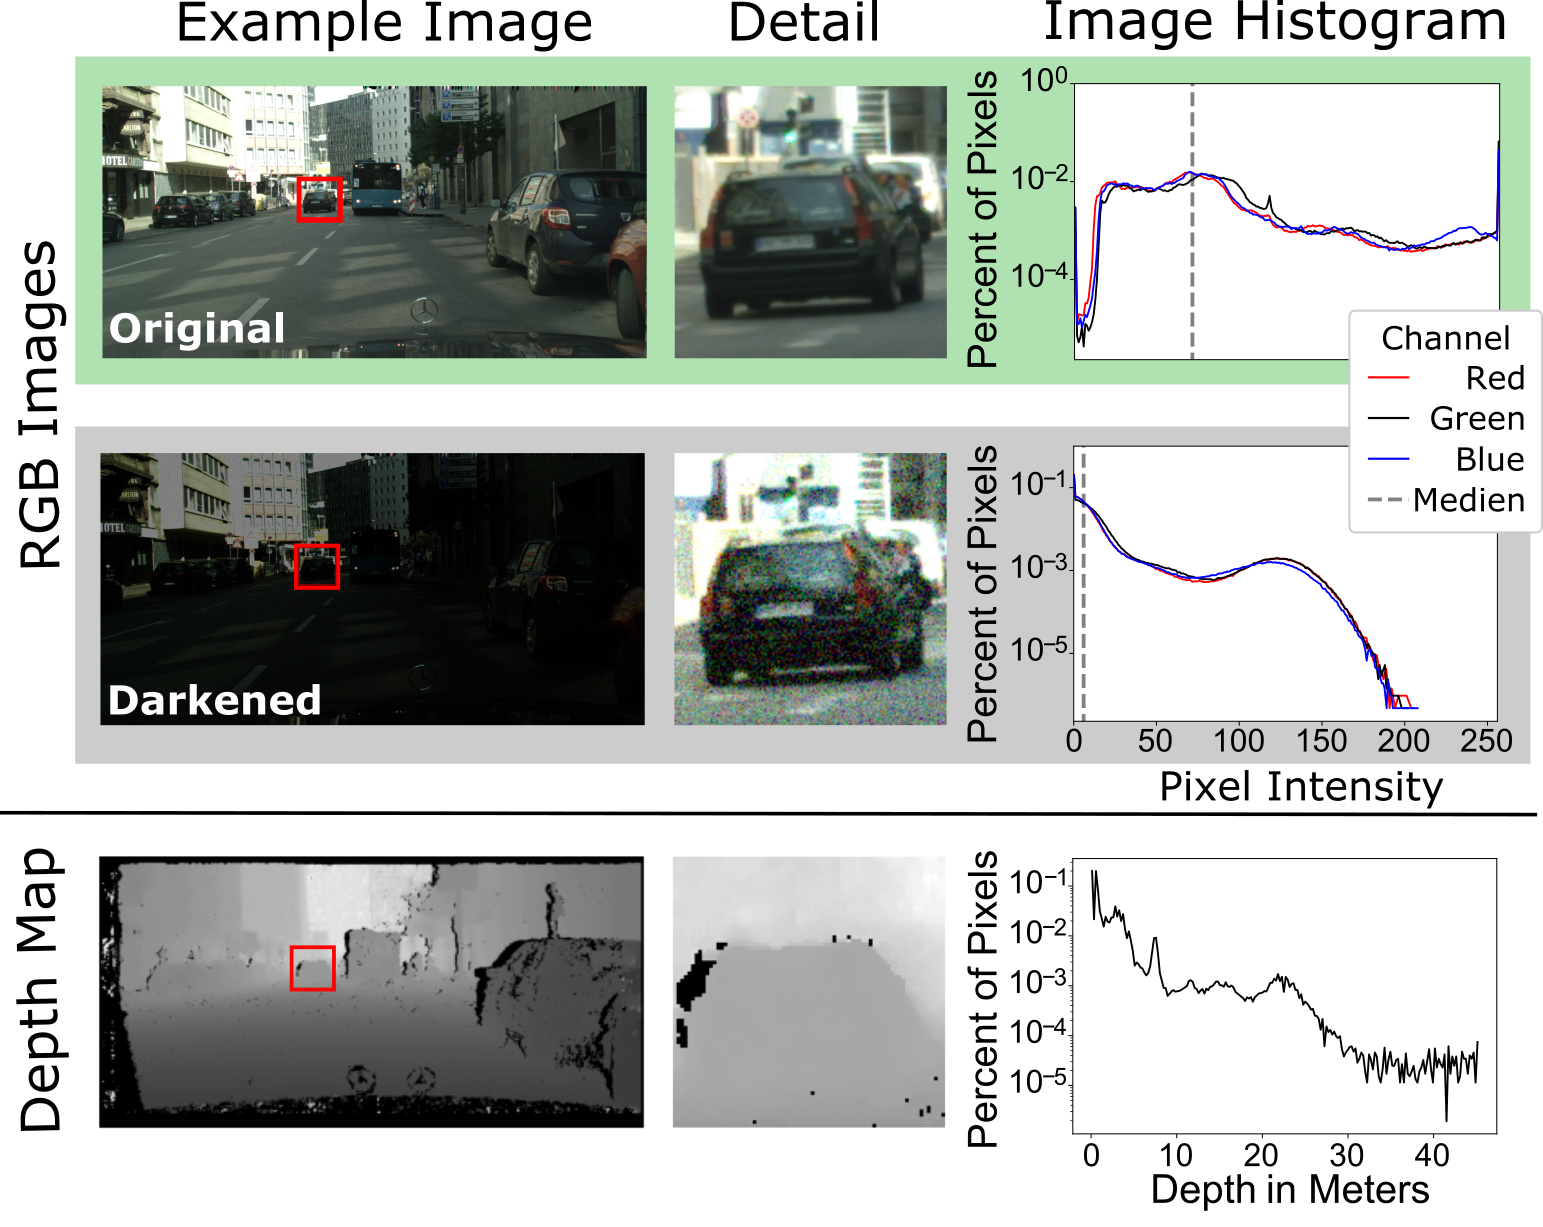 Example Image
Detail
Image Histogram
RGB Images
HOTEL
Original
Percent of Pixels
10⁰
10⁻²
10⁻⁴
Channel
Red
Green
Blue
Medien
OTEL
Darkened
Percent of Pixels
10⁻¹
10⁻³
10⁻⁵
0
50
100
150
200
250
Pixel Intensity
Depth Map
Percent of Pixels
10⁻¹
10⁻²
10⁻³
10⁻⁴
10⁻⁵
0
10
20
30
40
Depth in Meters